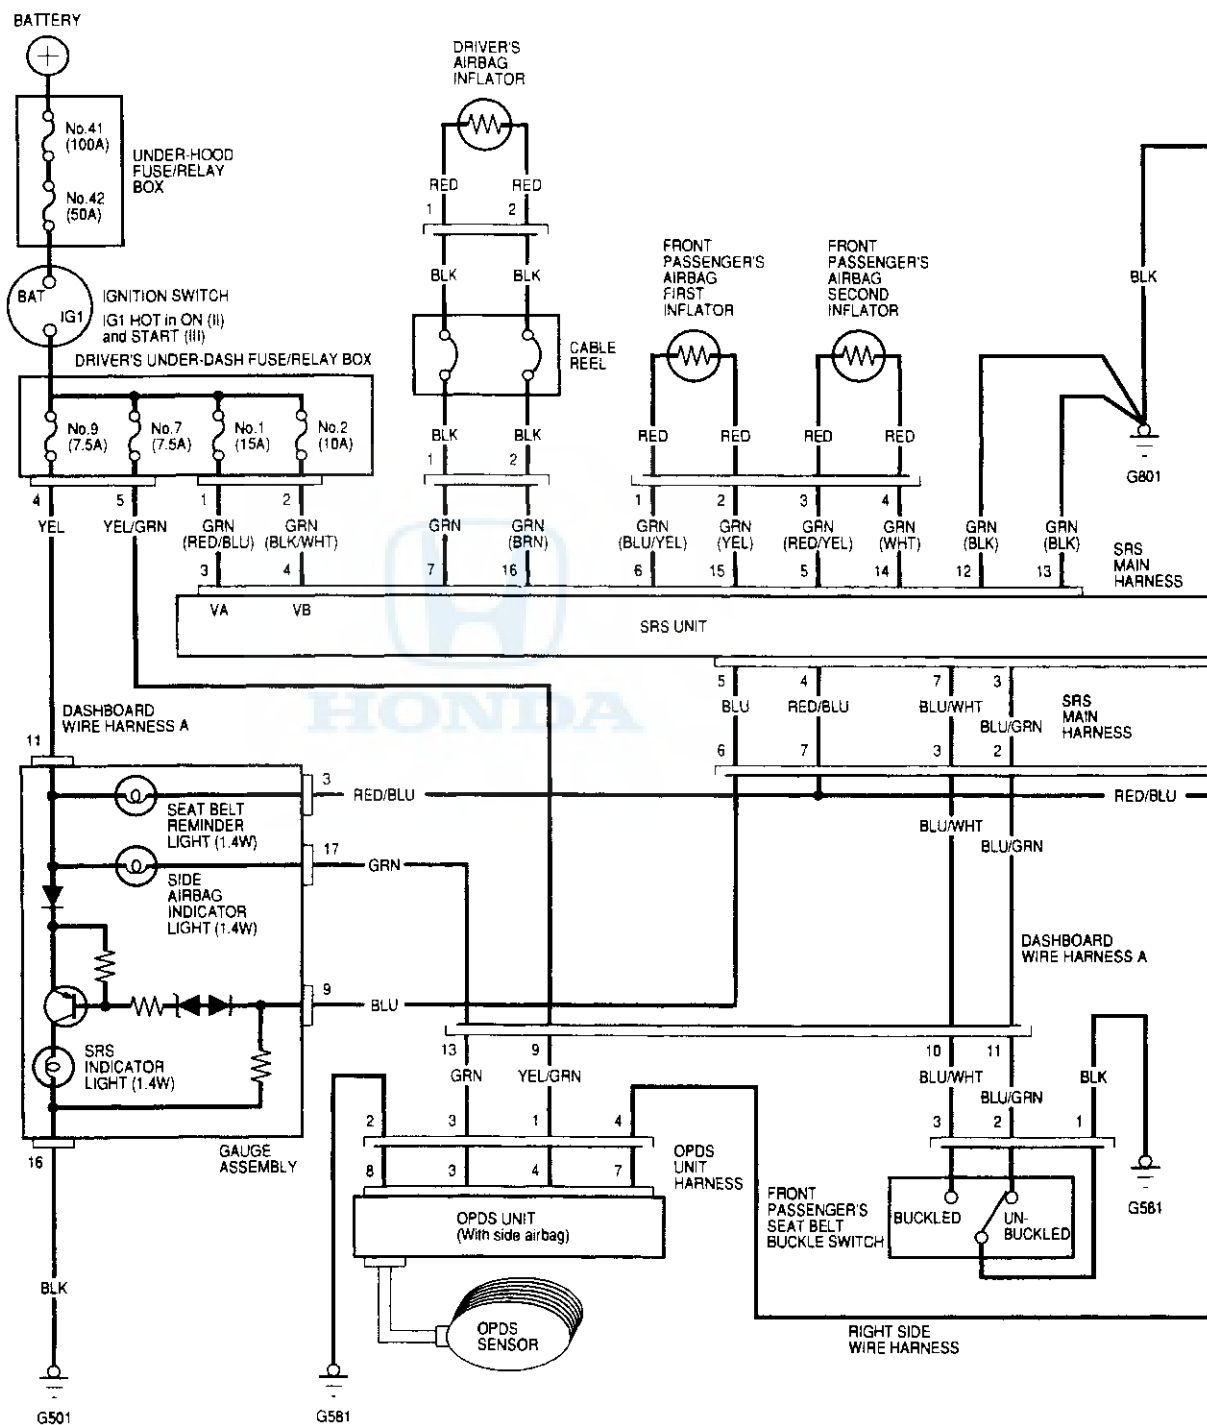 BATTERY
No.41
(100A)
No.42
(50A)
UNDER-HOOD
FUSE/RELAY
BOX
BAT
IG1
IGNITION SWITCH
IG1 HOT in ON (II)
and START (III)
DRIVER'S UNDER-DASH FUSE/RELAY BOX
No.9
(7.5A)
No.7
(7.5A)
No.1
(15A)
No.2
(10A)
4
5
1
2
YEL
YEL/GRN
GRN
(RED/BLU)
GRN
(BLK/WHT)
3
4
DRIVER'S
AIRBAG
INFLATOR
RED
RED
1
2
BLK
BLK
CABLE
REEL
BLK
BLK
1
2
GRN
GRN
(BRN)
7
16
FRONT
PASSENGER'S
AIRBAG
FIRST
INFLATOR
FRONT
PASSENGER'S
AIRBAG
SECOND
INFLATOR
RED
RED
RED
RED
1
2
3
4
GRN
(BLU/YEL)
GRN
(YEL)
GRN
(RED/YEL)
GRN
(WHT)
6
15
5
14
BLK
G801
GRN
(BLK)
GRN
(BLK)
12
13
SRS
MAIN
HARNESS
VA
VB
SRS UNIT
HONDA
5
4
7
3
BLU
RED/BLU
BLU/WHT
BLU/GRN
SRS
MAIN
HARNESS
6
7
3
2
DASHBOARD
WIRE HARNESS A
11
3
SEAT BELT
REMINDER
LIGHT (1.4W)
RED/BLU
RED/BLU
BLU/WHT
BLU/GRN
17
GRN
SIDE
AIRBAG
INDICATOR
LIGHT (1.4W)
DASHBOARD
WIRE HARNESS A
9
BLU
SRS
INDICATOR
LIGHT (1.4W)
13
9
10
11
GRN
YEL/GRN
BLU/WHT
BLU/GRN
BLK
2
3
1
4
3
2
1
16
GAUGE
ASSEMBLY
8
3
4
7
OPDS
UNIT
HARNESS
OPDS UNIT
(With side airbag)
FRONT
PASSENGER'S
SEAT BELT
BUCKLE SWITCH
BUCKLED
UN-
BUCKLED
G581
BLK
OPDS
SENSOR
RIGHT SIDE
WIRE HARNESS
G501
G581